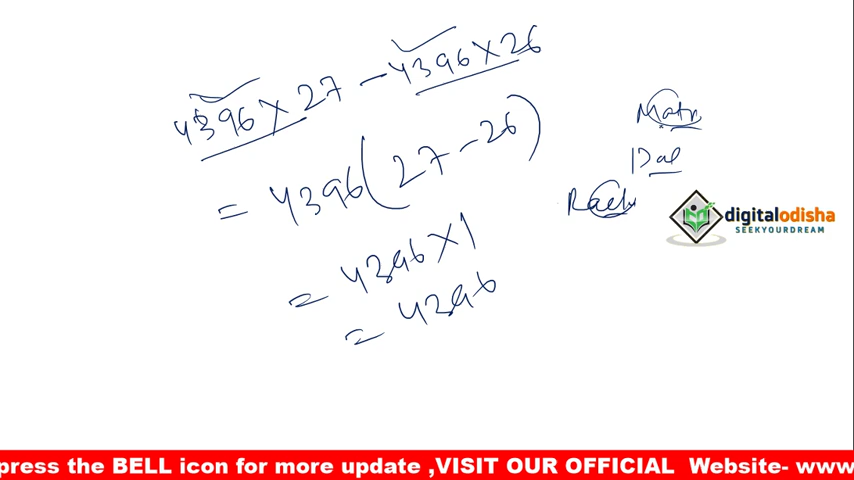 4396 × 27 - 4396 × 26
= 4396 ( 27 - 26 )
= 4396 × 1
= 4396
digitalodisha
SEEKYOURDREAM
press the BELL icon for more update ,VISIT OUR OFFICIAL Website- www